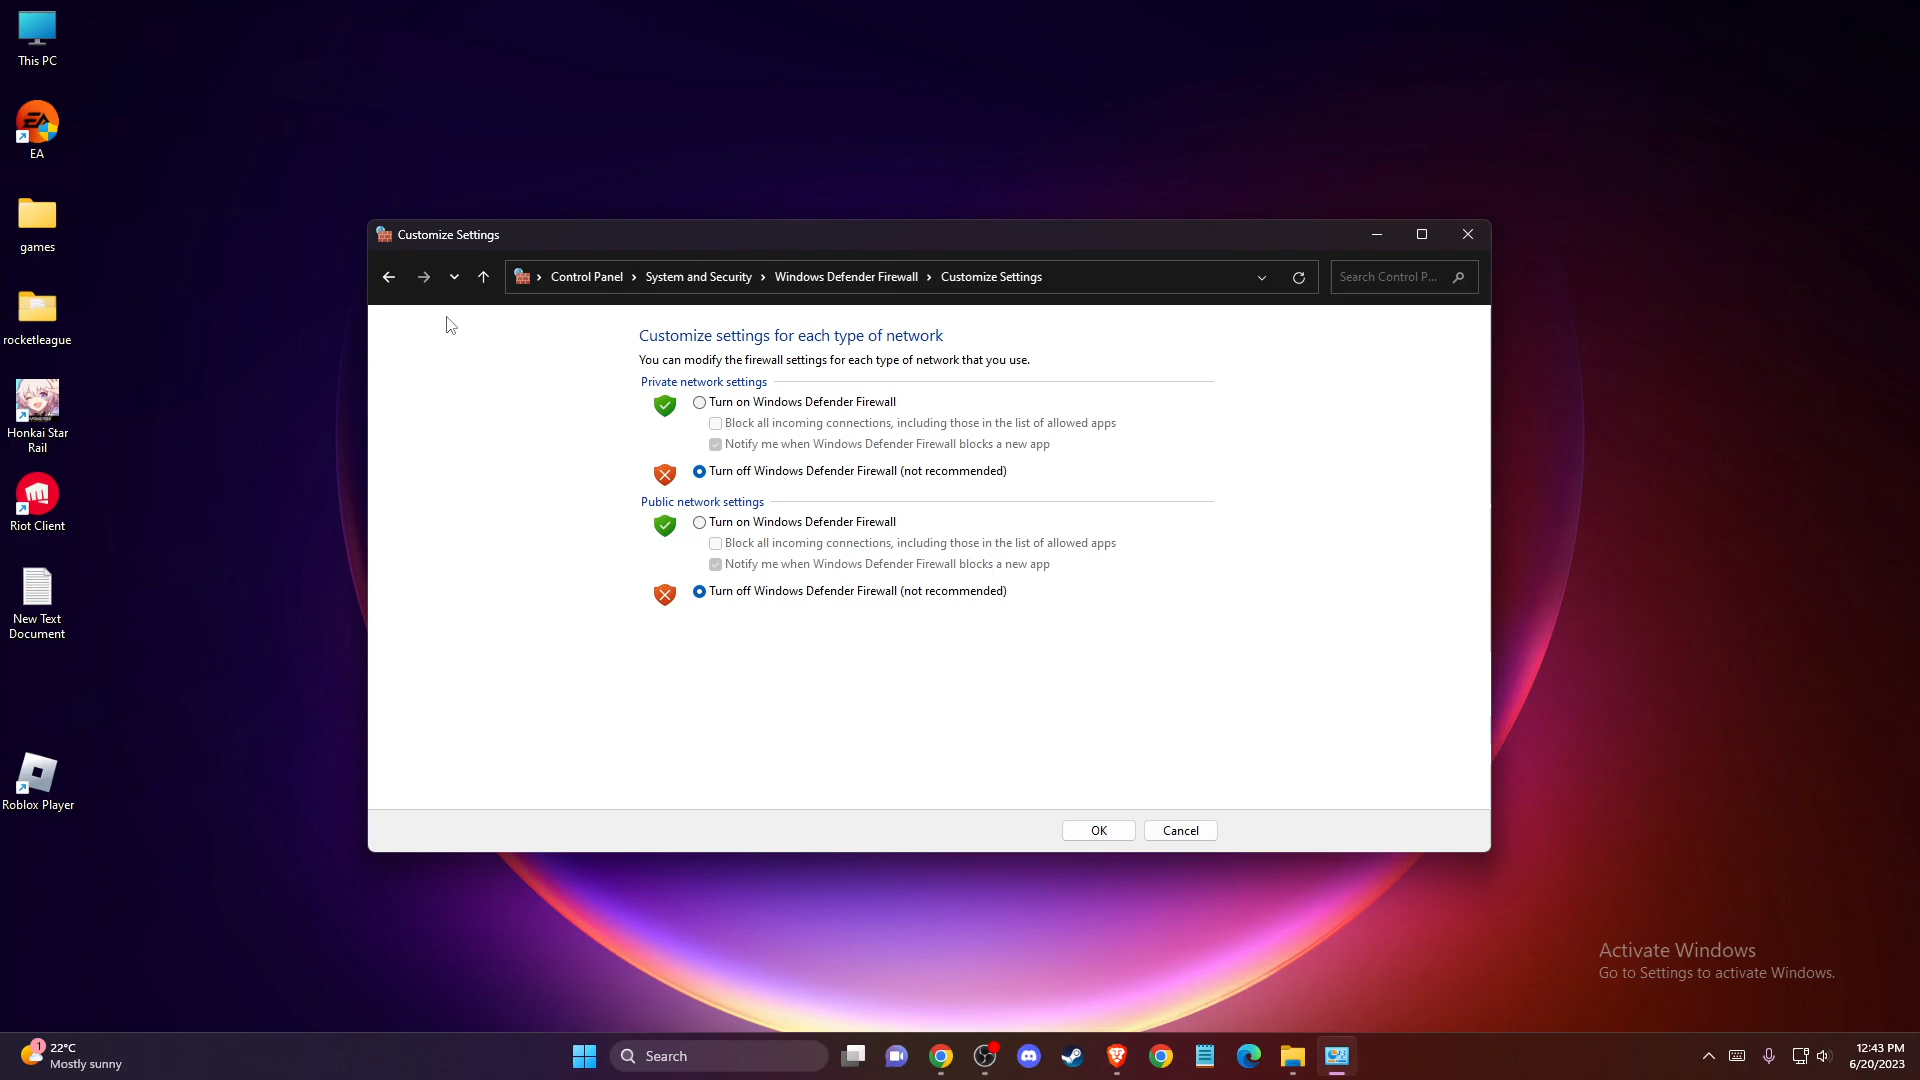 This PC
EA
games
rocketleague
Honkai Star
Rail
Riot Client
New Text
Document
Roblox Player
Customize Settings
Control Panel > System and Security > Windows Defender Firewall > Customize Settings
Search Control P...
Customize settings for each type of network
You can modify the firewall settings for each type of network that you use.
Private network settings
Turn on Windows Defender Firewall
Block all incoming connections, including those in the list of allowed apps
Notify me when Windows Defender Firewall blocks a new app
Turn off Windows Defender Firewall (not recommended)
Public network settings
Turn on Windows Defender Firewall
Block all incoming connections, including those in the list of allowed apps
Notify me when Windows Defender Firewall blocks a new app
Turn off Windows Defender Firewall (not recommended)
OK
Cancel
Activate Windows
Go to Settings to activate Windows.
1
22°C
Mostly sunny
Search
12:43 PM
6/20/2023